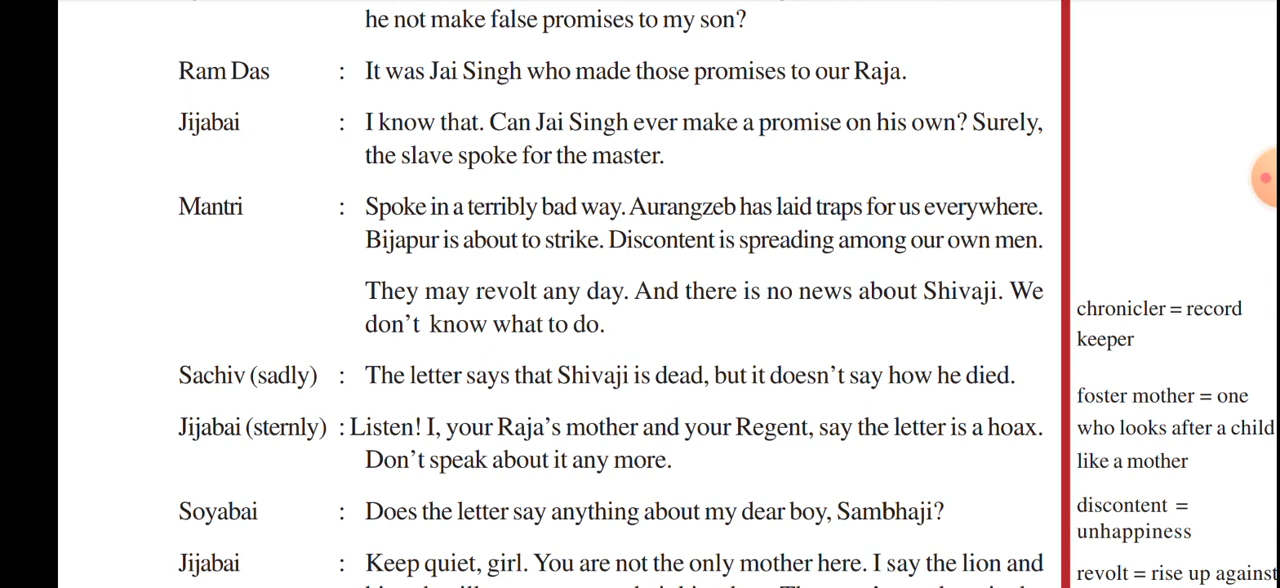 he not make false promises to my son?
Ram Das : It was Jai Singh who made those promises to our Raja.
Jijabai : I know that. Can Jai Singh ever make a promise on his own? Surely,
the slave spoke for the master.
Mantri : Spoke in a terribly bad way. Aurangzeb has laid traps for us everywhere.
Bijapur is about to strike. Discontent is spreading among our own men.
They may revolt any day. And there is no news about Shivaji. We
don't know what to do.
Sachiv (sadly) : The letter says that Shivaji is dead, but it doesn't say how he died.
Jijabai (sternly) : Listen! I, your Raja's mother and your Regent, say the letter is a hoax.
Don't speak about it any more.
Soyabai : Does the letter say anything about my dear boy, Sambhaji?
Jijabai : Keep quiet, girl. You are not the only mother here. I say the lion and
chronicler = record
keeper
foster mother = one
who looks after a child
like a mother
discontent =
unhappiness
revolt = rise up against